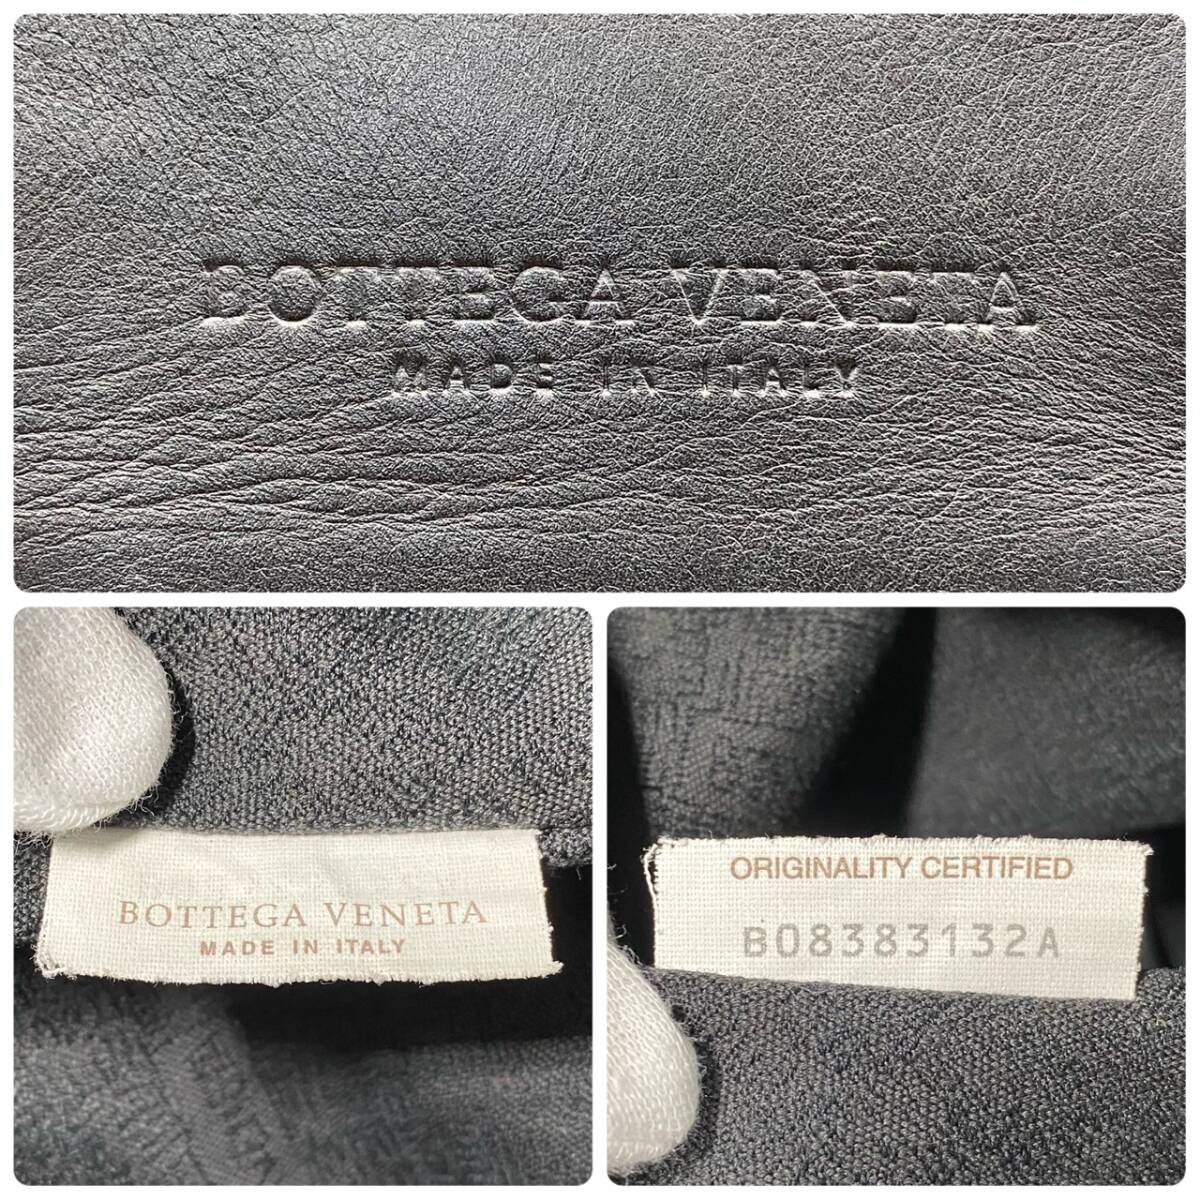 BOTTEGA VENETA
MADE IN ITALY
BOTTEGA VENETA
MADE IN ITALY
ORIGINALITY CERTIFIED
B08383132A